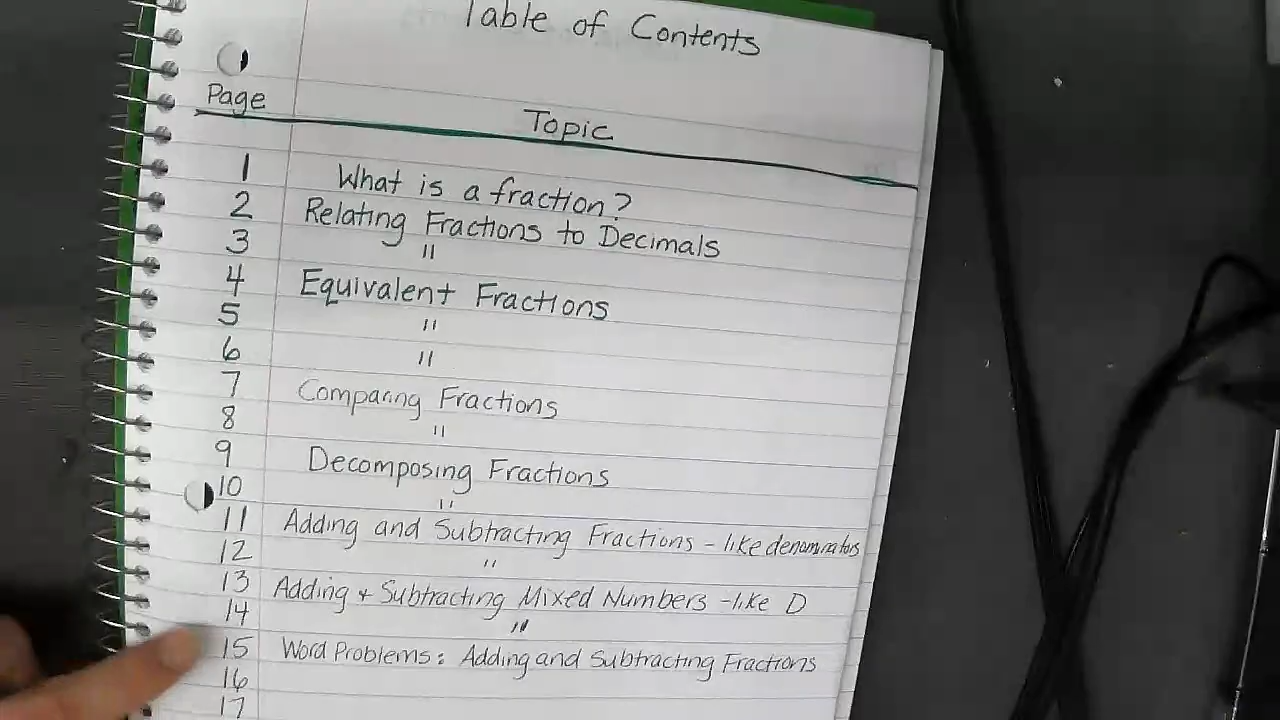 Table of Contents
Page Topic
1 What is a fraction?
2 Relating Fractions to Decimals
3 "
4 Equivalent Fractions
5 "
6 "
7 Comparing Fractions
8 "
9 Decomposing Fractions
10 "
11 Adding and Subtracting Fractions - like denominators
12 "
13 Adding + Subtracting Mixed Numbers - like D
14 "
15 Word Problems: Adding and Subtracting Fractions
16
17